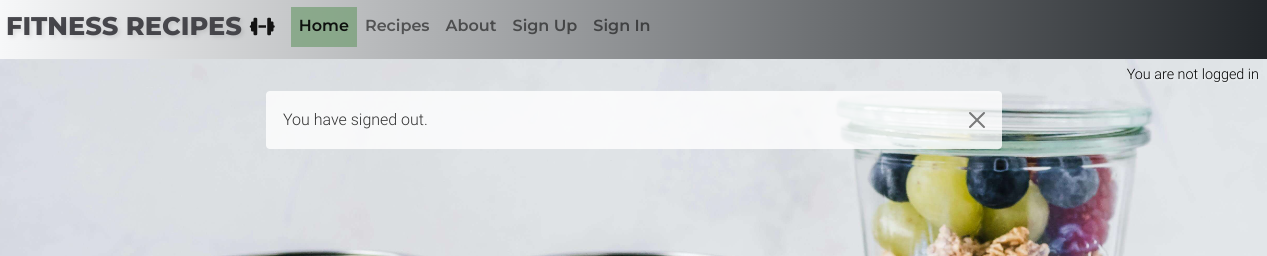 FITNESS RECIPES Home Recipes About Sign Up Sign In
You are not logged in
You have signed out.